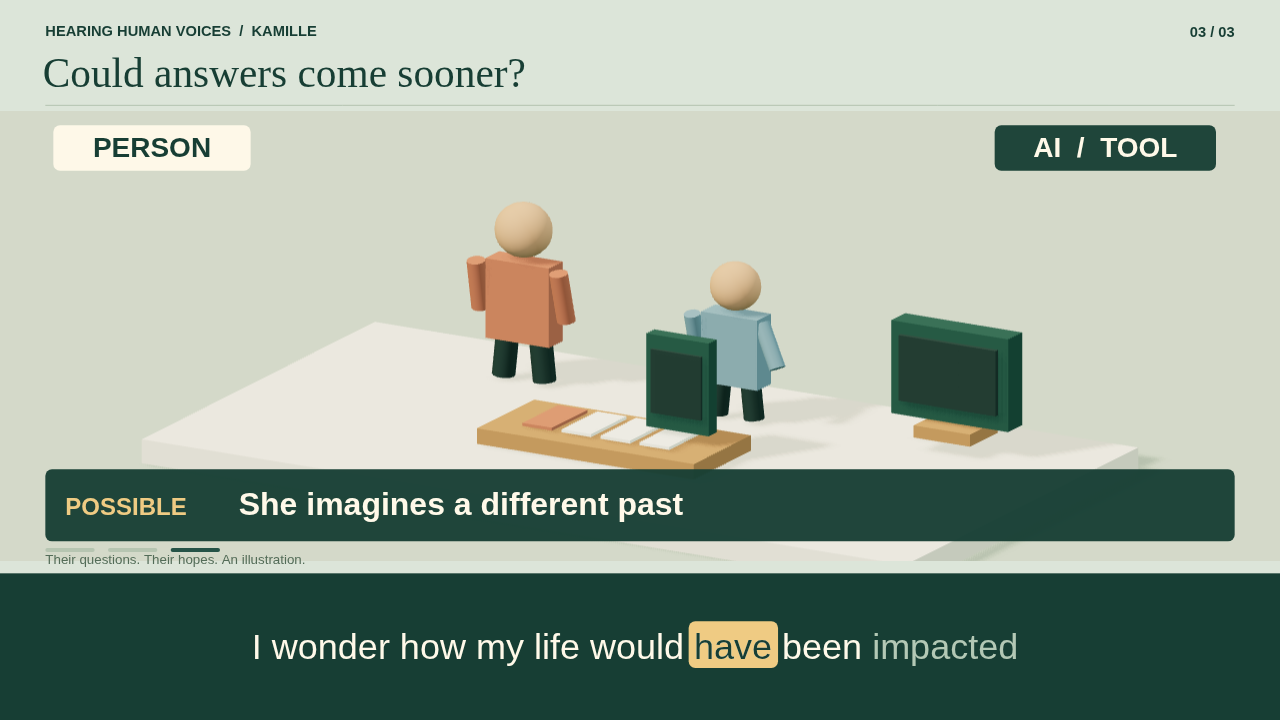 HEARING HUMAN VOICES / KAMILLE
03 / 03
Could answers come sooner?
PERSON
AI / TOOL
POSSIBLE She imagines a different past
Their questions. Their hopes. An illustration.
I wonder how my life would have been impacted